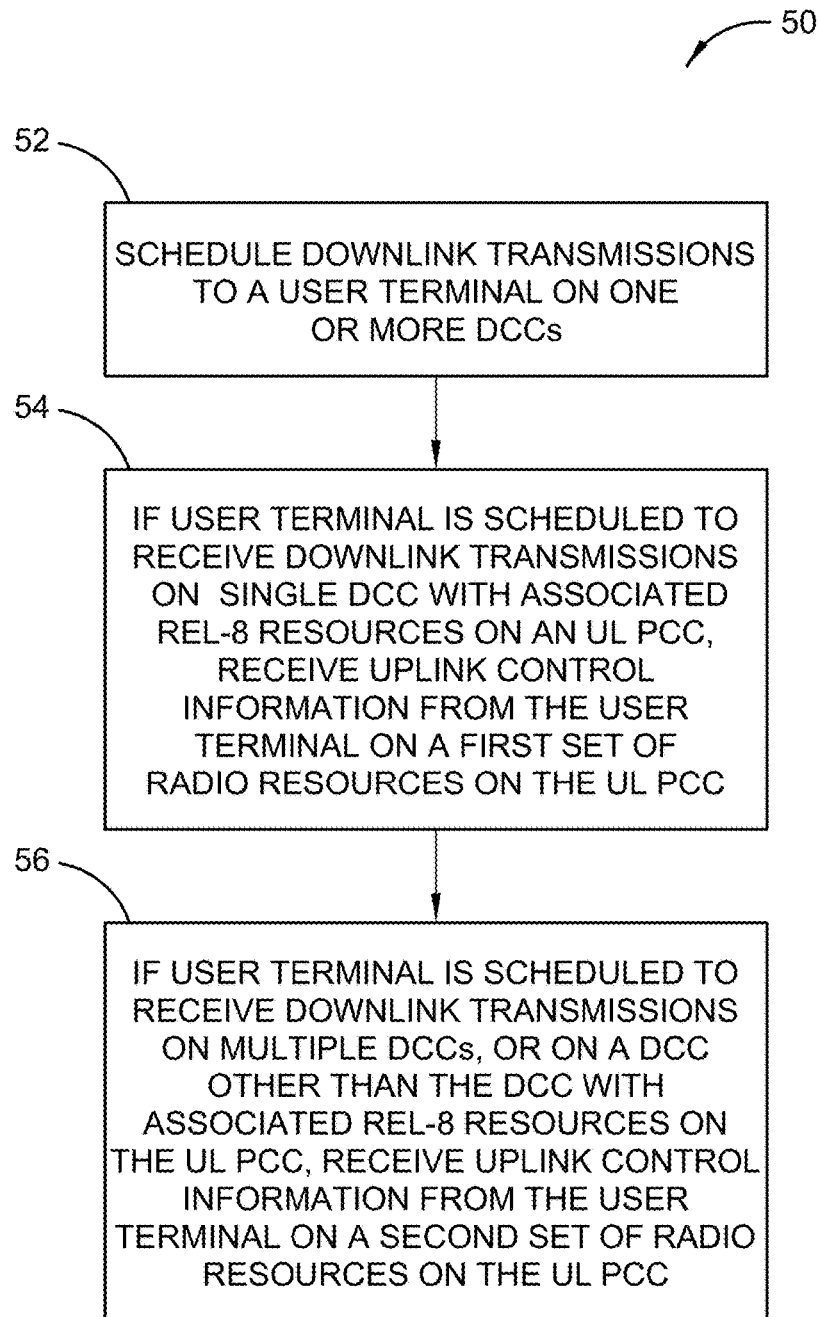 50
52
SCHEDULE DOWNLINK TRANSMISSIONS
TO A USER TERMINAL ON ONE
OR MORE DCCs
54
IF USER TERMINAL IS SCHEDULED TO
RECEIVE DOWNLINK TRANSMISSIONS
ON SINGLE DCC WITH ASSOCIATED
REL-8 RESOURCES ON AN UL PCC,
RECEIVE UPLINK CONTROL
INFORMATION FROM THE USER
TERMINAL ON A FIRST SET OF
RADIO RESOURCES ON THE UL PCC
56
IF USER TERMINAL IS SCHEDULED TO
RECEIVE DOWNLINK TRANSMISSIONS
ON MULTIPLE DCCs, OR ON A DCC
OTHER THAN THE DCC WITH
ASSOCIATED REL-8 RESOURCES ON
THE UL PCC, RECEIVE UPLINK CONTROL
INFORMATION FROM THE USER
TERMINAL ON A SECOND SET OF RADIO
RESOURCES ON THE UL PCC